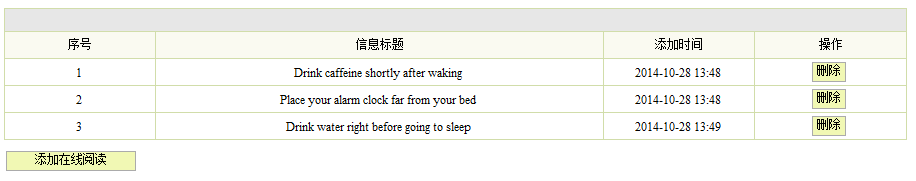 序号 信息标题 添加时间 操作
1 Drink caffeine shortly after waking 2014-10-28 13:48 删除
2 Place your alarm clock far from your bed 2014-10-28 13:48 删除
3 Drink water right before going to sleep 2014-10-28 13:49 删除
添加在线阅读